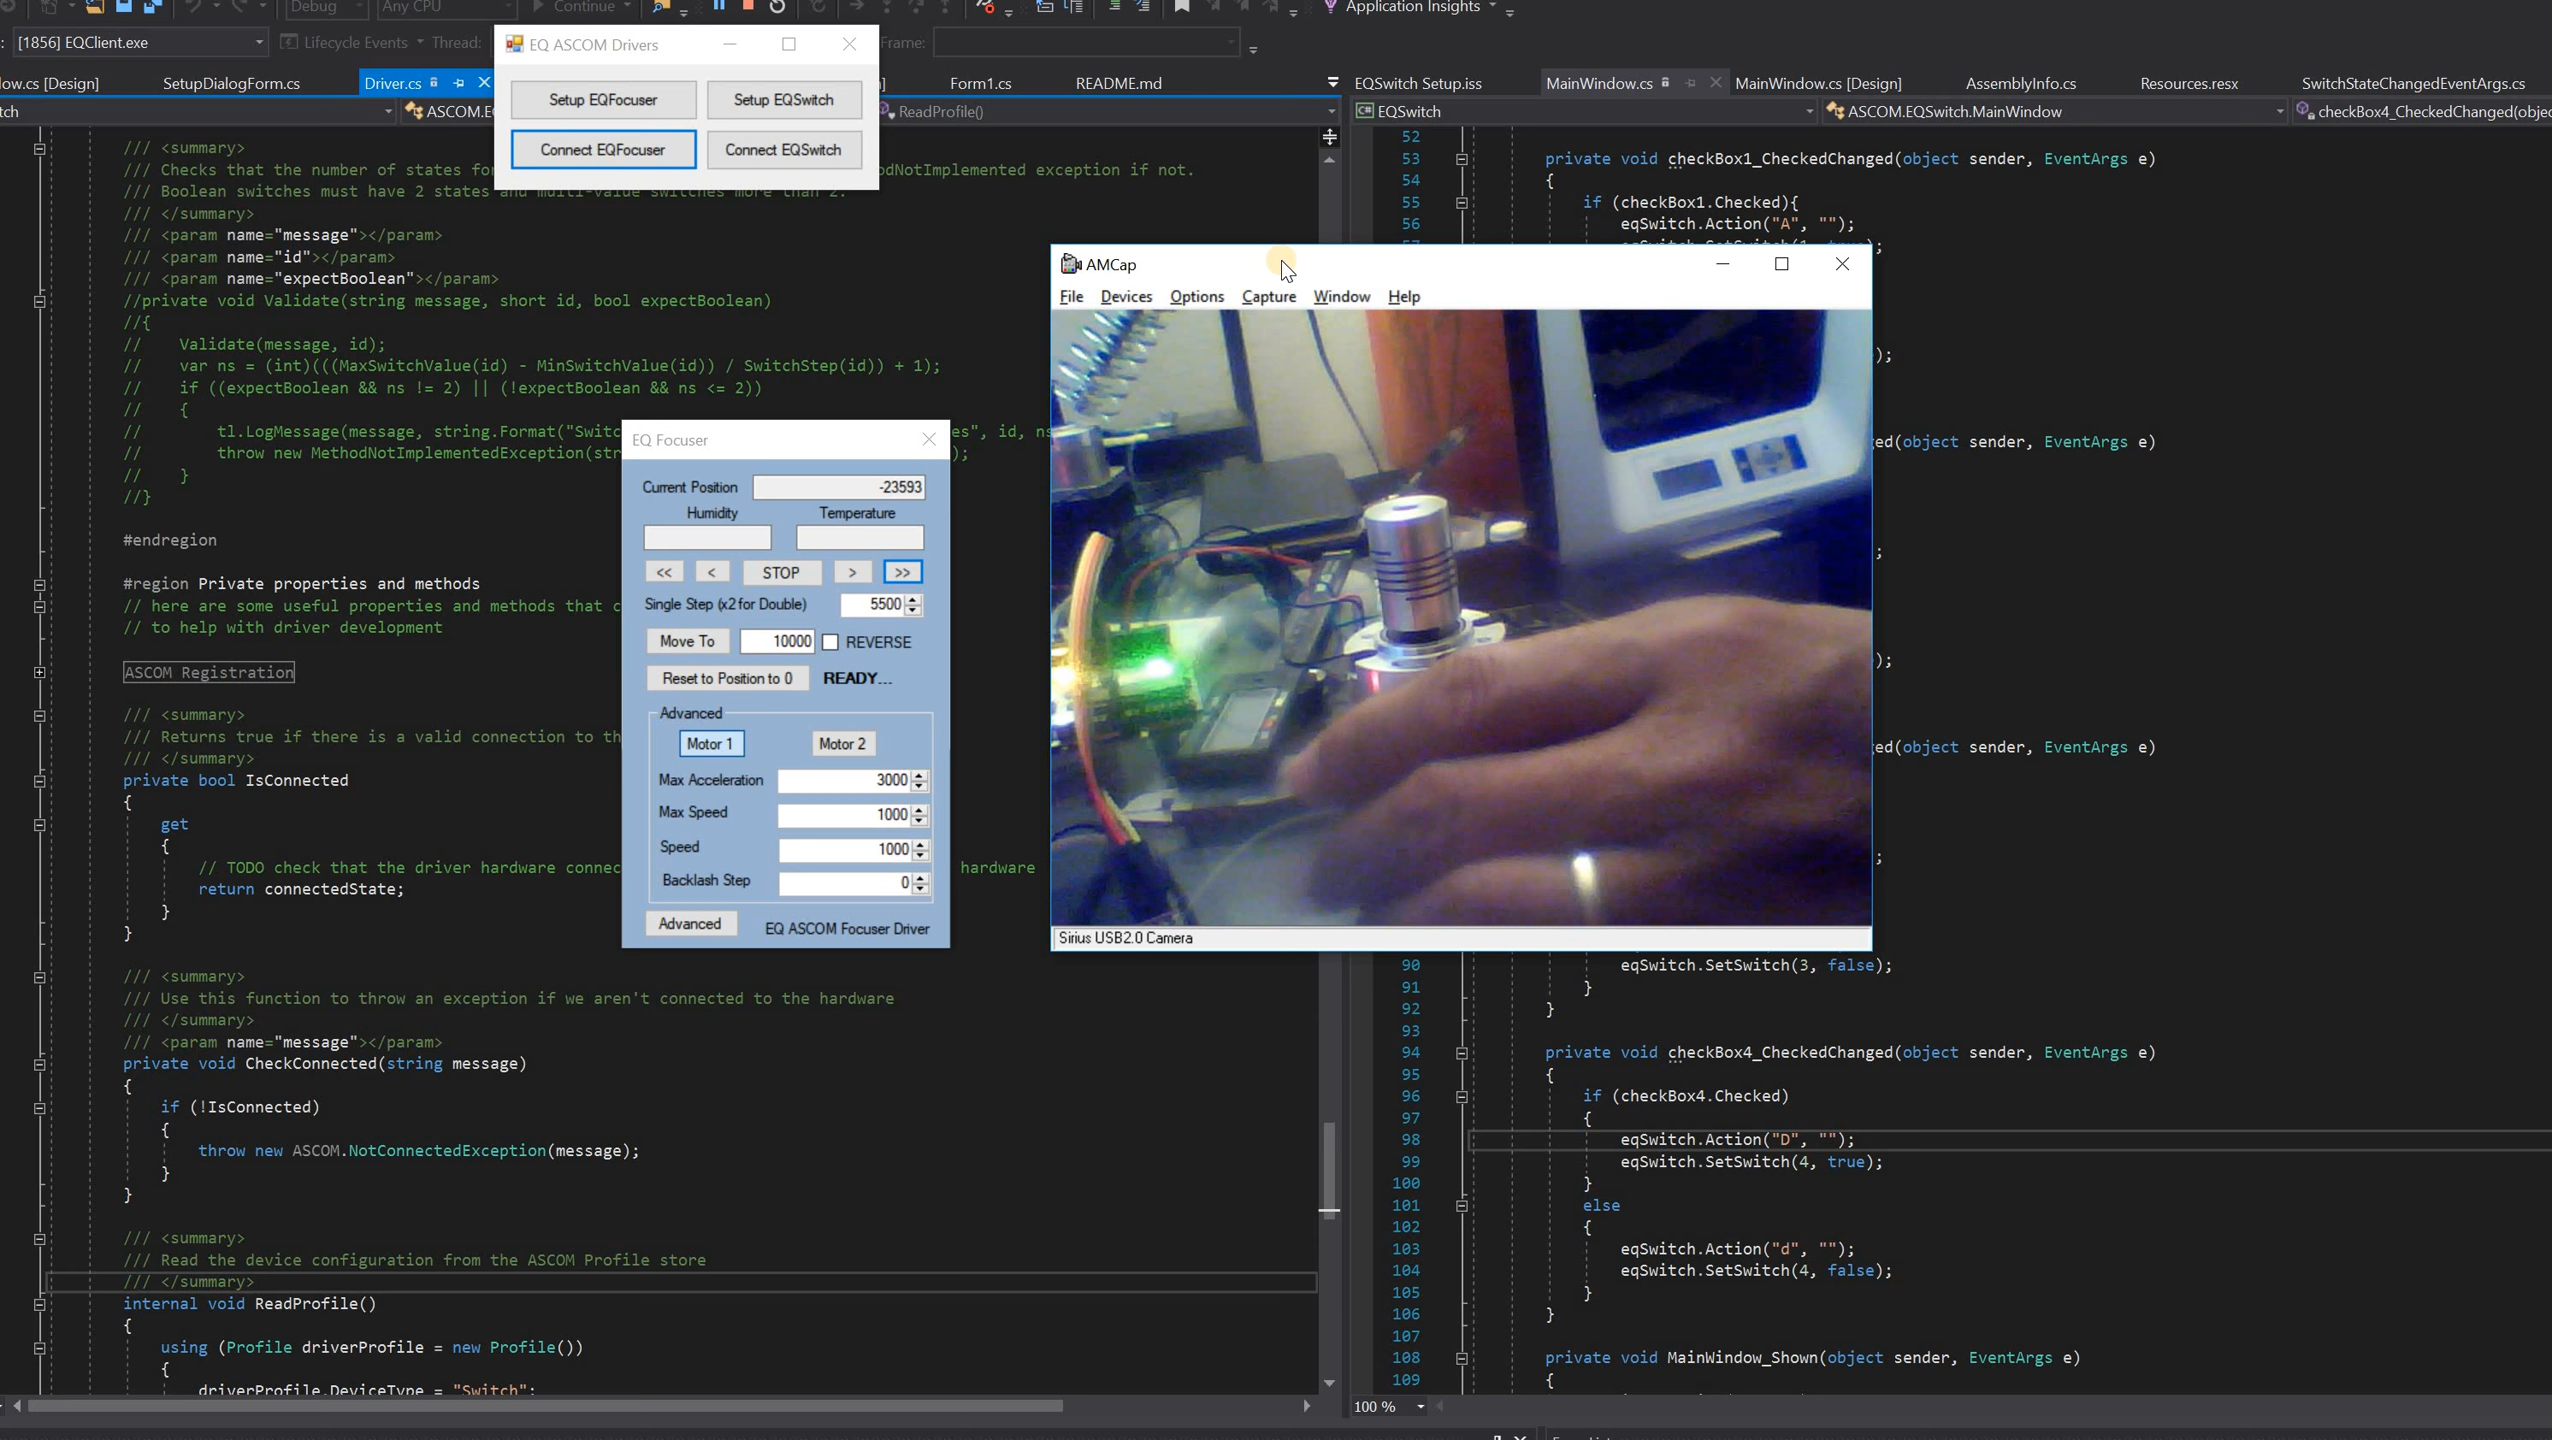 Debug
Any CPU
Continue
Application Insights
[1856] EQClient.exe
Lifecycle Events
Thread:
Frame:
ow.cs [Design]
SetupDialogForm.cs
Driver.cs
Form1.cs
README.md
ASCOM.E
ReadProfile()
/// <summary>
/// Checks that the number of states fo
dNotImplemented exception if not.
/// Boolean switches must have 2 states and multi-value switches more than 2.
/// </summary>
/// <param name="message"></param>
/// <param name="id"></param>
/// <param name="expectBoolean"></param>
//private void Validate(string message, short id, bool expectBoolean)
//{
//    Validate(message, id);
//    var ns = (int)(((MaxSwitchValue(id) - MinSwitchValue(id)) / SwitchStep(id)) + 1);
//    if ((expectBoolean && ns != 2) || (!expectBoolean && ns <= 2))
//    {
//        tl.LogMessage(message, string.Format("Switc
es", id, ns
//        throw new MethodNotImplementedException(str
);
//    }
//}
#endregion
#region Private properties and methods
// here are some useful properties and methods that c
// to help with driver development
ASCOM Registration
/// <summary>
/// Returns true if there is a valid connection to th
/// </summary>
private bool IsConnected
{
get
{
// TODO check that the driver hardware connec
hardware
return connectedState;
}
}
/// <summary>
/// Use this function to throw an exception if we aren't connected to the hardware
/// </summary>
/// <param name="message"></param>
private void CheckConnected(string message)
{
if (!IsConnected)
{
throw new ASCOM.NotConnectedException(message);
}
}
/// <summary>
/// Read the device configuration from the ASCOM Profile store
/// </summary>
internal void ReadProfile()
{
using (Profile driverProfile = new Profile())
{
driverProfile.DeviceType = "Switch";
EQ ASCOM Drivers
Setup EQFocuser
Setup EQSwitch
Connect EQFocuser
Connect EQSwitch
EQ Focuser
Current Position -23593
Humidity Temperature
<< < STOP > >>
Single Step (x2 for Double) 5500
Move To 10000 REVERSE
Reset to Position to 0 READY...
Advanced
Motor 1 Motor 2
Max Acceleration 3000
Max Speed 1000
Speed 1000
Backlash Step 0
Advanced EQ ASCOM Focuser Driver
AMCap
File Devices Options Capture Window Help
Sirius USB2.0 Camera
EQSwitch Setup.iss
MainWindow.cs
MainWindow.cs [Design]
AssemblyInfo.cs
Resources.resx
SwitchStateChangedEventArgs.cs
EQSwitch
ASCOM.EQSwitch.MainWindow
checkBox4_CheckedChanged(objec
52
53 private void checkBox1_CheckedChanged(object sender, EventArgs e)
54 {
55 if (checkBox1.Checked){
56 eqSwitch.Action("A", "");
);
ed(object sender, EventArgs e)
;
);
ed(object sender, EventArgs e)
;
90 eqSwitch.SetSwitch(3, false);
91 }
92 }
93
94 private void checkBox4_CheckedChanged(object sender, EventArgs e)
95 {
96 if (checkBox4.Checked)
97 {
98 eqSwitch.Action("D", "");
99 eqSwitch.SetSwitch(4, true);
100 }
101 else
102 {
103 eqSwitch.Action("d", "");
104 eqSwitch.SetSwitch(4, false);
105 }
106 }
107
108 private void MainWindow_Shown(object sender, EventArgs e)
109 {
100 %